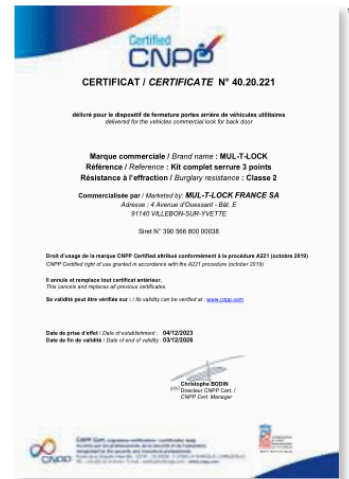 Certified
CNPP
CERTIFICAT / CERTIFICATE N° 40.20.221
délivré pour le dispositif de fermeture portes arrière de véhicules utilitaires
delivered for the vehicles commercial lock for back door
Marque commerciale / Brand name : MUL-T-LOCK
Référence / Reference : Kit complet serrure 3 points
Résistance à l'effraction / Burglary resistance : Classe 2
Commercialisée par / Marketed by: MUL-T-LOCK FRANCE SA
Adresse : 4 Avenue d'Ouessant - Bât. E
91140 VILLEBON-SUR-YVETTE
Siret N° 390 566 800 00038
Droit d'usage de la marque CNPP Certified attribué conformément à la procédure A221 (octobre 2019)
CNPP Certified right of use granted in accordance with the A221 procedure (october 2019)
Il annule et remplace tout certificat antérieur.
This cancels and replaces all previous certificates.
Sa validité peut être vérifiée sur : / Its validity can be verified at : www.cnpp.com
Date de prise d'effet / Date of establishment : 04/12/2023
Date de fin de validité / Date of end of validity : 03/12/2026
Christophe BODIN
Directeur CNPP Cert. /
CNPP Cert. Manager
CNPP
CNPP Cert.